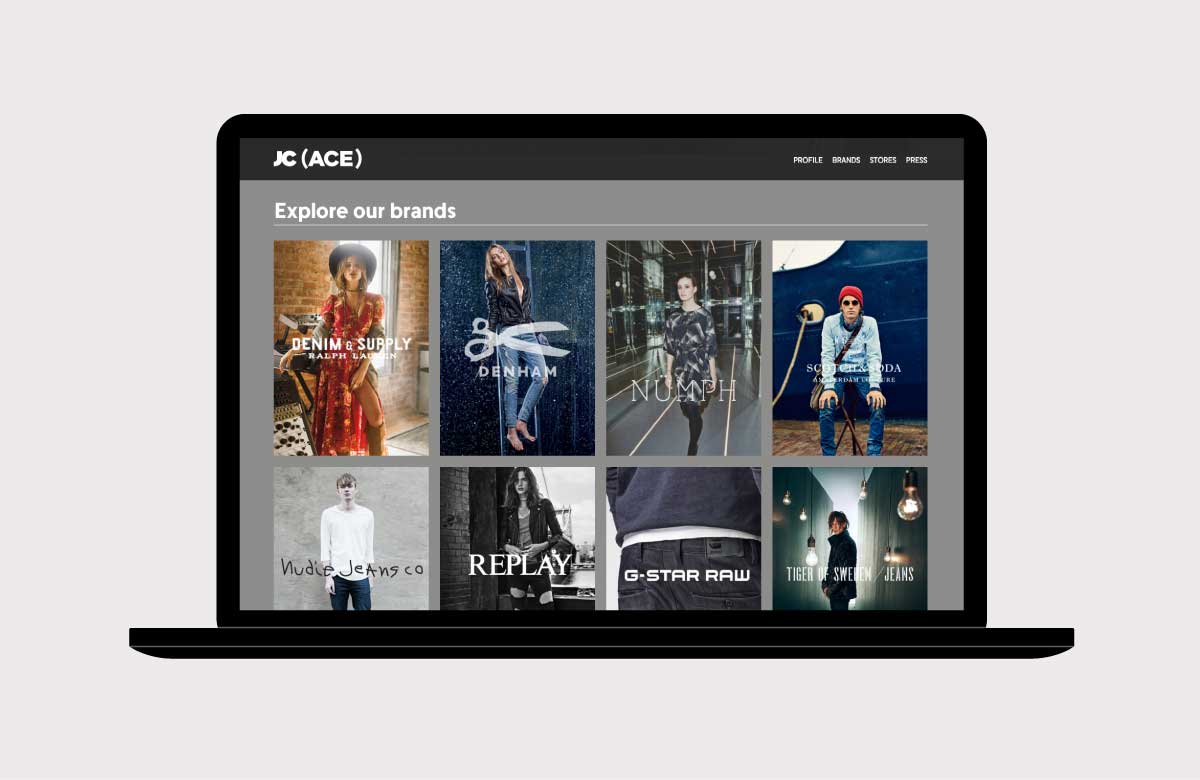 JC (ACE)
PROFILE BRANDS STORES PRESS
Explore our brands
DENIM & SUPPLY
RALPH LAUREN
DENHAM
NÜMPH
SCOTCH & SODA
AMSTERDAM COUTURE
Nudie Jeans co
REPLAY
G-STAR RAW
TIGER OF SWEDEN / JEANS